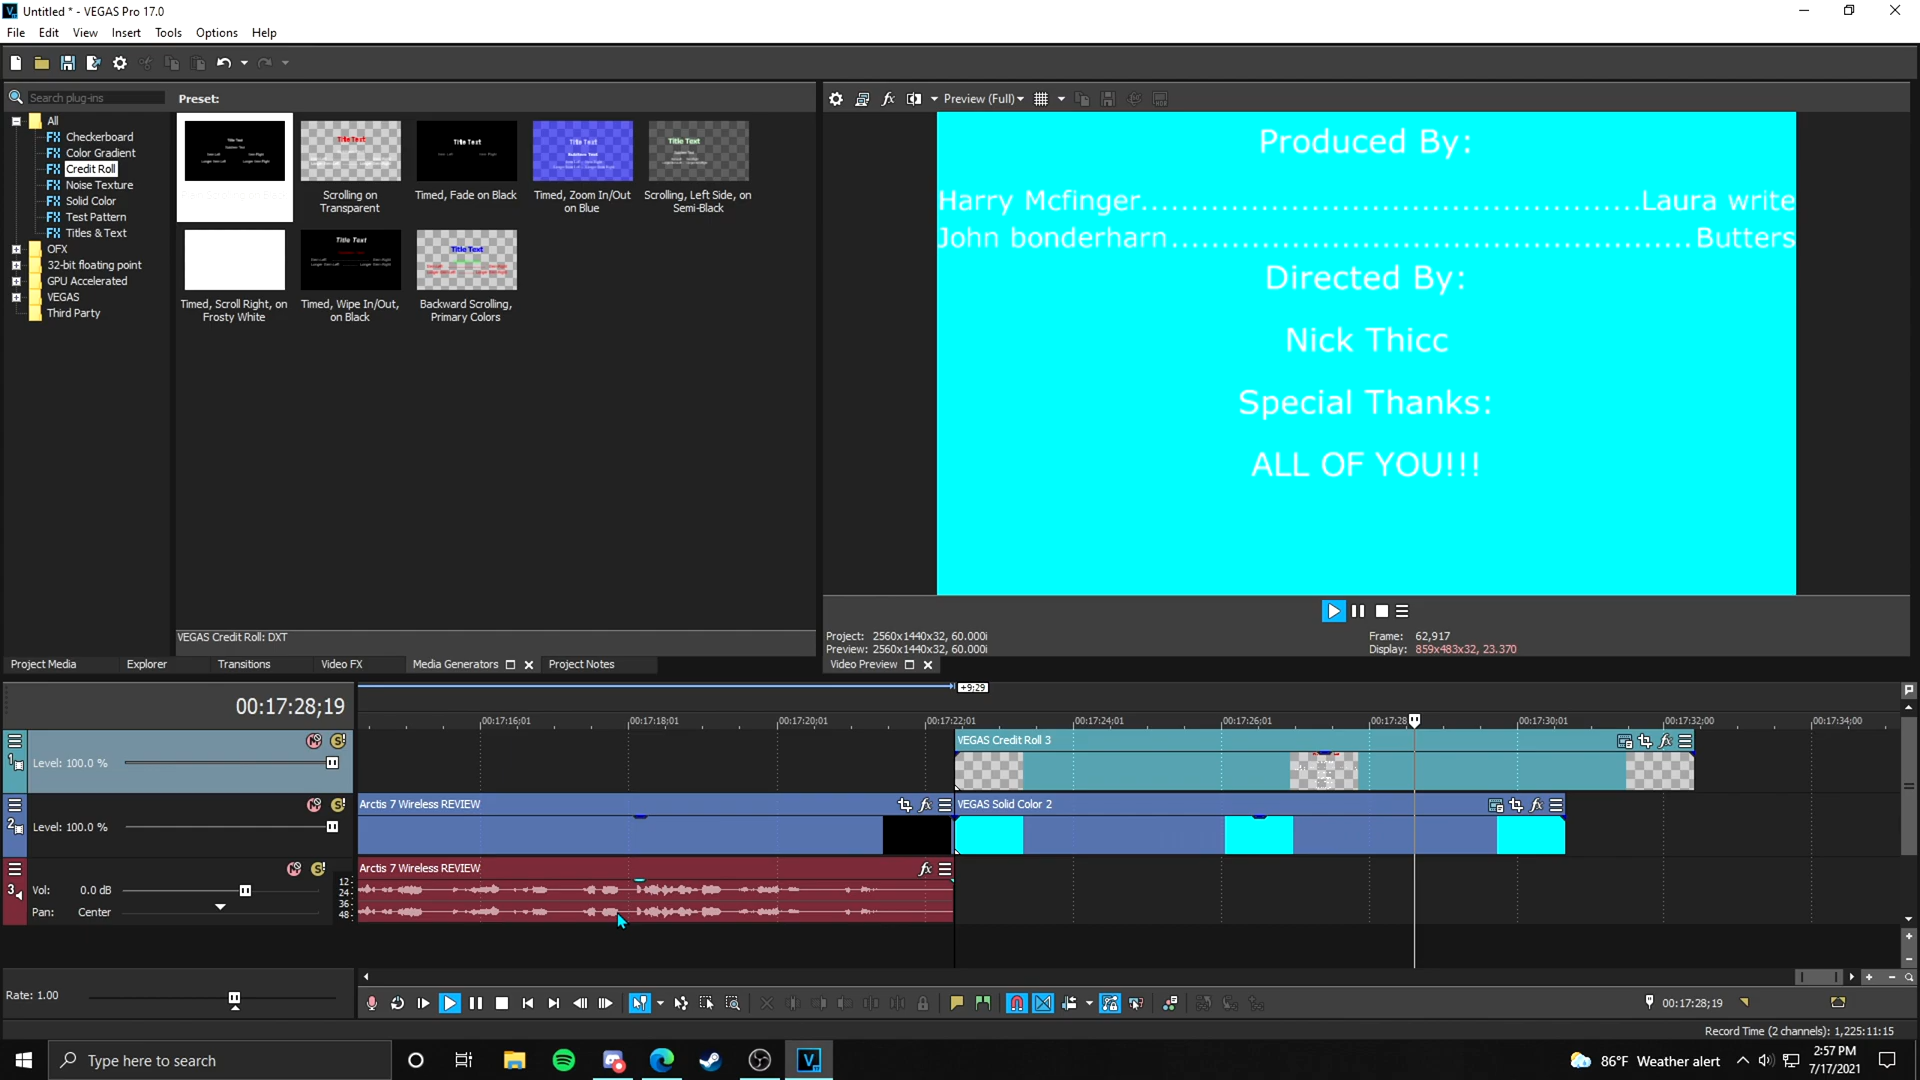 Untitled * - VEGAS Pro 17.0
File Edit View Insert Tools Options Help
Search plug-ins
Preset:
All
Checkerboard
Color Gradient
Credit Roll
Noise Texture
Solid Color
Test Pattern
Titles & Text
OFX
32-bit floating point
GPU Accelerated
VEGAS
Third Party
Scrolling on Transparent
Timed, Fade on Black
Timed, Zoom In/Out on Blue
Scrolling, Left Side, on Semi-Black
Timed, Scroll Right, on Frosty White
Timed, Wipe In/Out, on Black
Backward Scrolling, Primary Colors
VEGAS Credit Roll: DXT
Project Media Explorer Transitions Video FX Media Generators Project Notes
Preview (Full)
Produced By:
Harry Mcfinger..................................................Laura write
John bonderharn....................................................Butters
Directed By:
Nick Thicc
Special Thanks:
ALL OF YOU!!!
Project: 2560x1440x32, 60.000i
Preview: 2560x1440x32, 60.000i
Frame: 62,917
Display: 859x483x32, 23.370
Video Preview
00:17:28;19
+9:29
00:17:16;01 00:17:18;01 00:17:20;01 00:17:22;01 00:17:24;01 00:17:26;01 00:17:28 00:17:30;01 00:17:32;00 00:17:34;00
1
Level: 100.0 %
VEGAS Credit Roll 3
2
Level: 100.0 %
Arctis 7 Wireless REVIEW
VEGAS Solid Color 2
3
Vol: 0.0 dB
Pan: Center
12
24
36
48
Arctis 7 Wireless REVIEW
Rate: 1.00
00:17:28;19
Record Time (2 channels): 1,225:11:15
Type here to search
86°F Weather alert
2:57 PM
7/17/2021